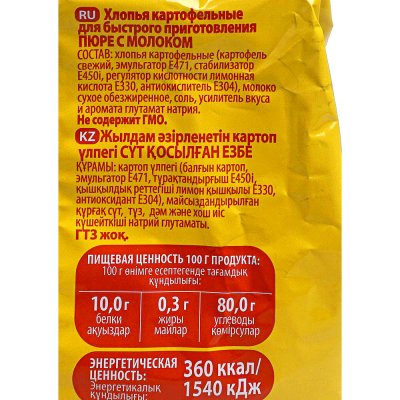 RU Хлопья картофельные
для быстрого приготовления
ПЮРЕ С МОЛОКОМ
СОСТАВ: хлопья картофельные (картофель
свежий, эмульгатор Е471, стабилизатор
Е450i, регулятор кислотности лимонная
кислота Е330, антиокислитель Е304), молоко
сухое обезжиренное, соль, усилитель вкуса
и аромата глутамат натрия.
Не содержит ГМО.
KZ Жылдам әзірленетін картоп
үлпегі СҮТ ҚОСЫЛҒАН ЕЗБЕ
ҚҰРАМЫ: картоп үлпегі (балғын картоп,
эмульгатор Е471, тұрақтандырғыш Е450i,
қышқылдық реттегіші лимон қышқылы Е330,
антиоксидант Е304), майсыздандырылған
құрғақ сүт, тұз, дәм және хош иіс
күшейткіші натрий глутаматы.
ГТЗ жоқ.
ПИЩЕВАЯ ЦЕННОСТЬ 100 Г ПРОДУКТА:
100 г өнімге есептегенде тағамдық
құндылығы:
10,0 г 0,3 г 80,0 г
белки жиры углеводы
ақуыздар майлар көмірсулар
ЭНЕРГЕТИЧЕСКАЯ
ЦЕННОСТЬ:
Энергетикалық
құндылығы:
360 ккал/
1540 кДж